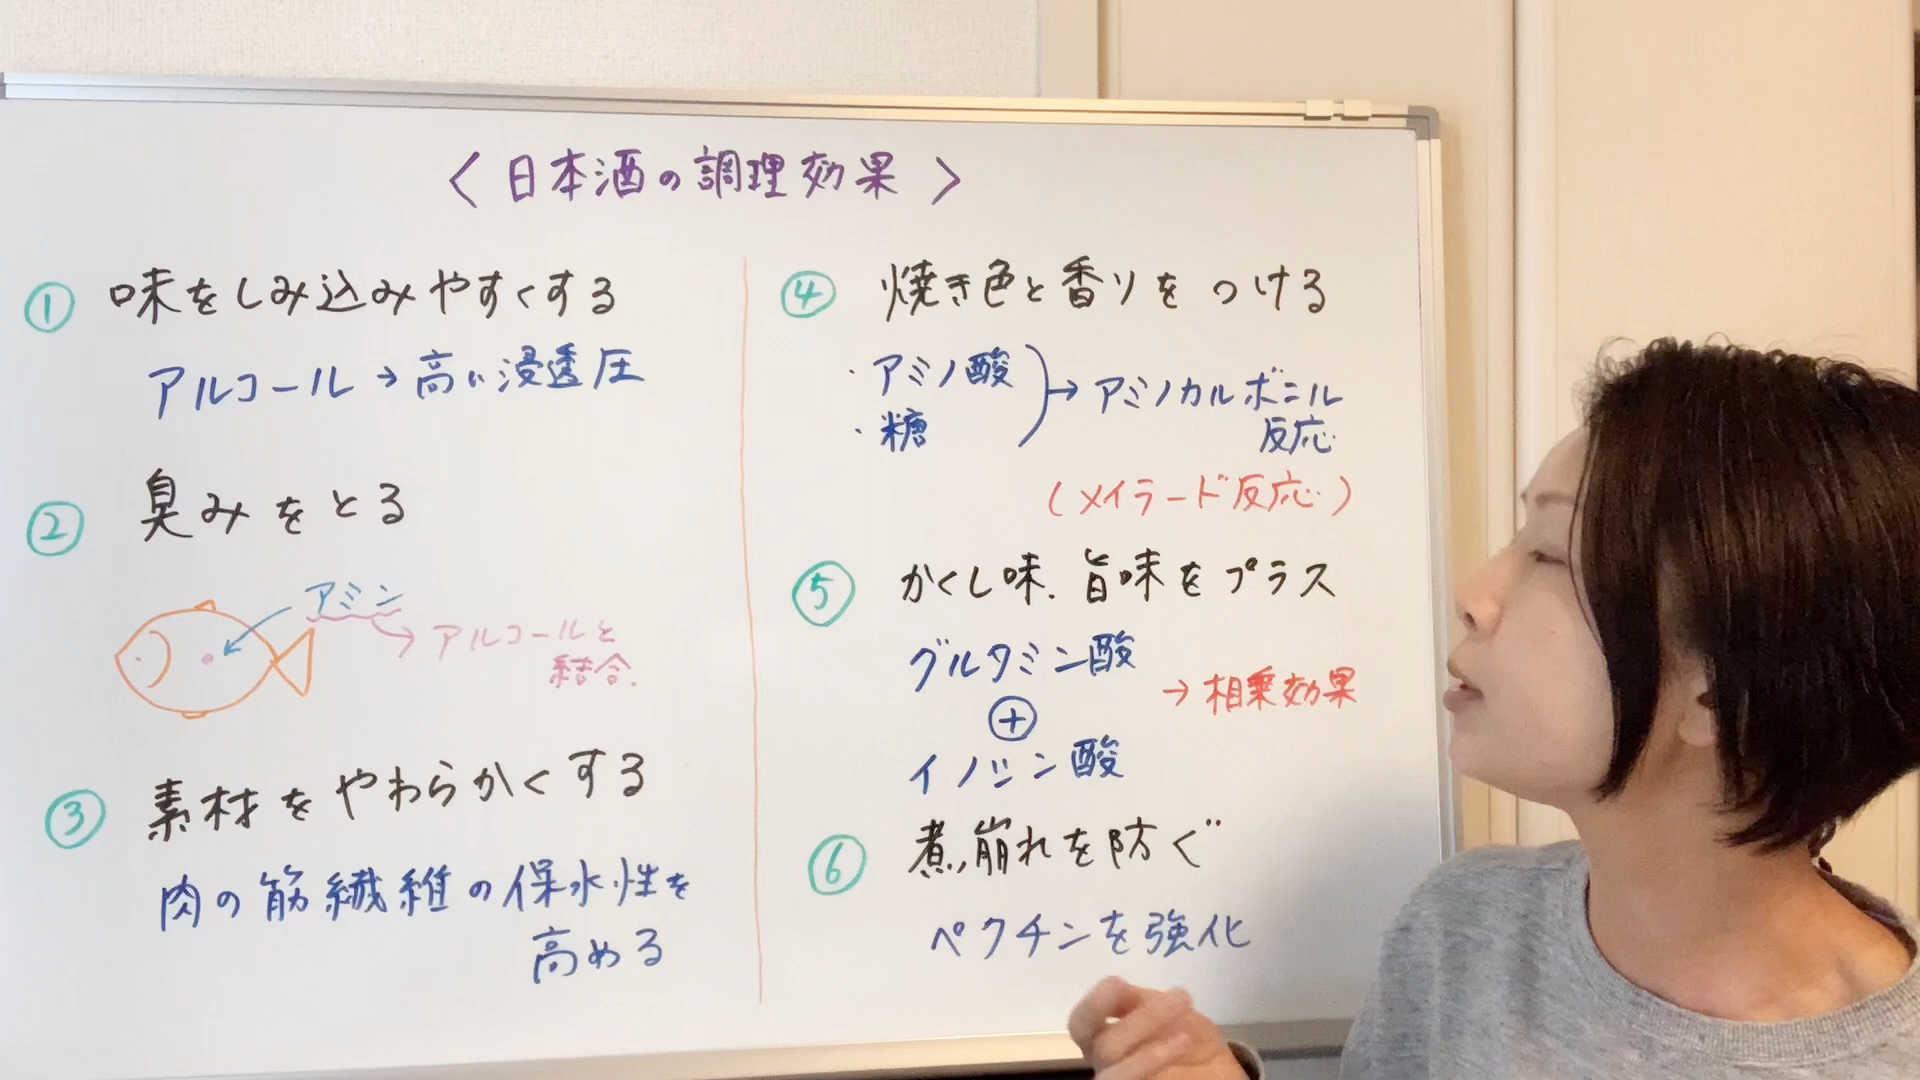 〈日本酒の調理効果〉
① 味をしみ込みやすくする
アルコール→高い浸透圧
② 臭みをとる
アミン
アルコールと
結合.
③ 素材をやわらかくする
肉の筋繊維の保水性を
高める
④ 焼き色と香りをつける
・アミノ酸
・糖
→アミノカルボニル
反応
(メイラード反応)
⑤ かくし味.旨味をプラス
グルタミン酸
+
イノシン酸
→相乗効果
⑥ 煮崩れを防ぐ
ペクチンを強化